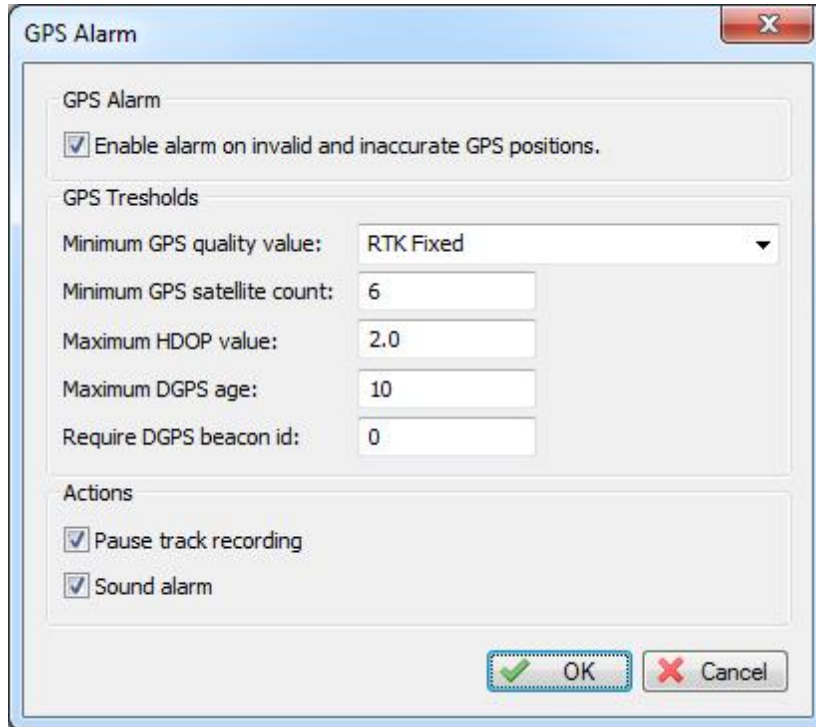 GPS Alarm
GPS Alarm
Enable alarm on invalid and inaccurate GPS positions.
GPS Tresholds
Minimum GPS quality value: RTK Fixed
Minimum GPS satellite count: 6
Maximum HDOP value: 2.0
Maximum DGPS age: 10
Require DGPS beacon id: 0
Actions
Pause track recording
Sound alarm
OK Cancel